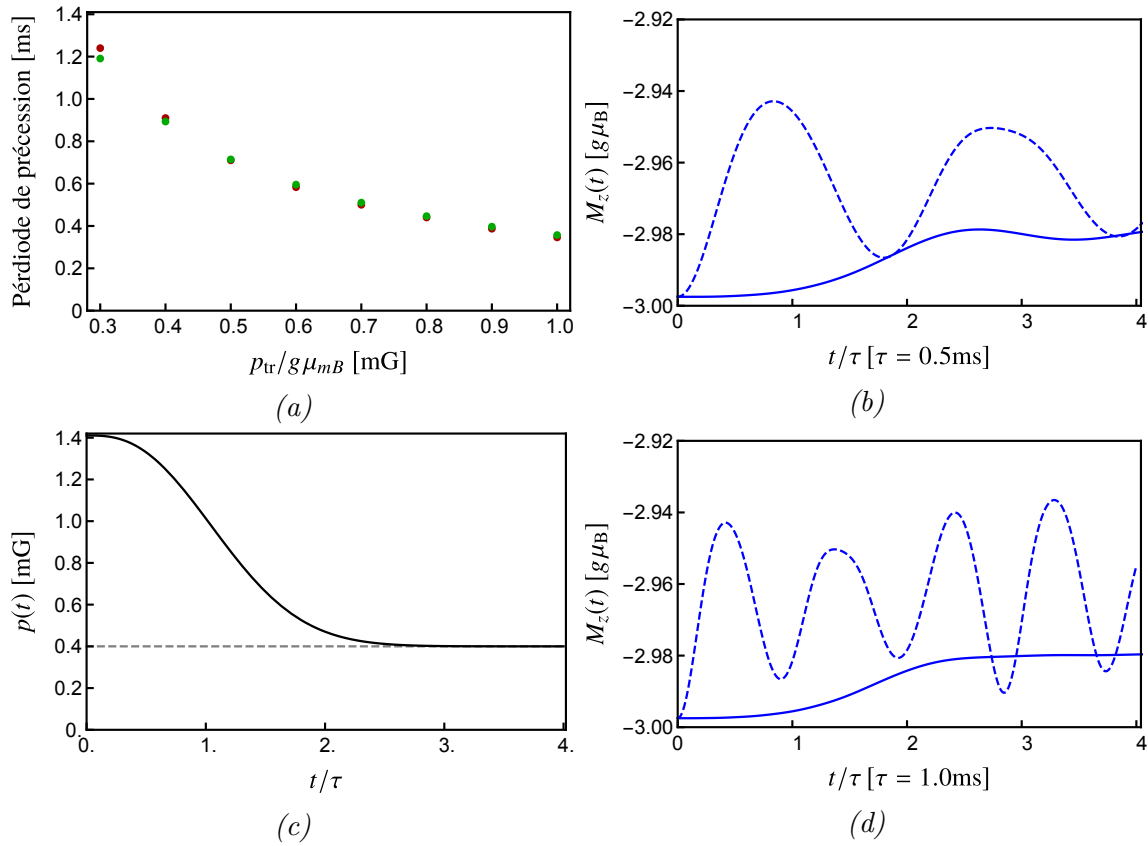 1.4
1.2
1.0
0.8
0.6
0.4
0.2
0
0.3 0.4 0.5 0.6 0.7 0.8 0.9 1.0
Pérdiode de précession [ms]
p_tr/gμ_mB [mG]
(a)
−2.92
−2.94
−2.96
−2.98
−3.00
0 1 2 3 4
M_z(t) [gμ_B]
t/τ [τ = 0.5ms]
(b)
1.4
1.2
1.0
0.8
0.6
0.4
0.2
0.
0. 1. 2. 3. 4.
p(t) [mG]
t/τ
(c)
−2.92
−2.94
−2.96
−2.98
−3.00
0 1 2 3 4
M_z(t) [gμ_B]
t/τ [τ = 1.0ms]
(d)